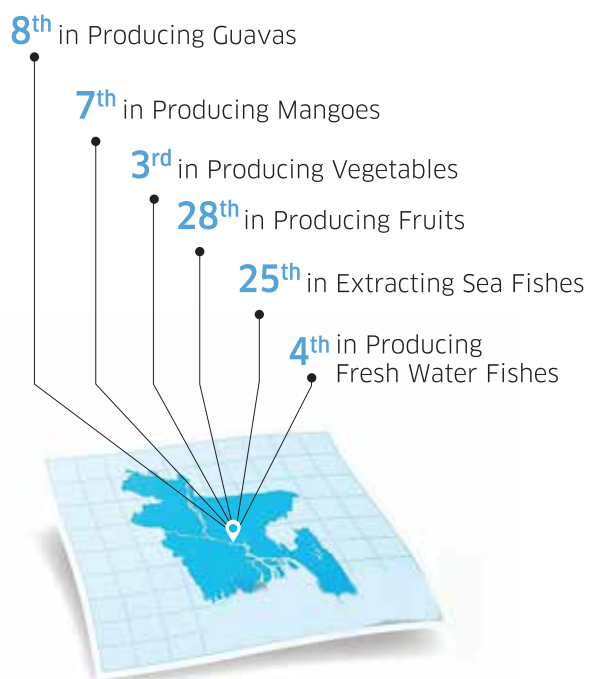 8th in Producing Guavas
7th in Producing Mangoes
3rd in Producing Vegetables
28th in Producing Fruits
25th in Extracting Sea Fishes
4th in Producing
Fresh Water Fishes